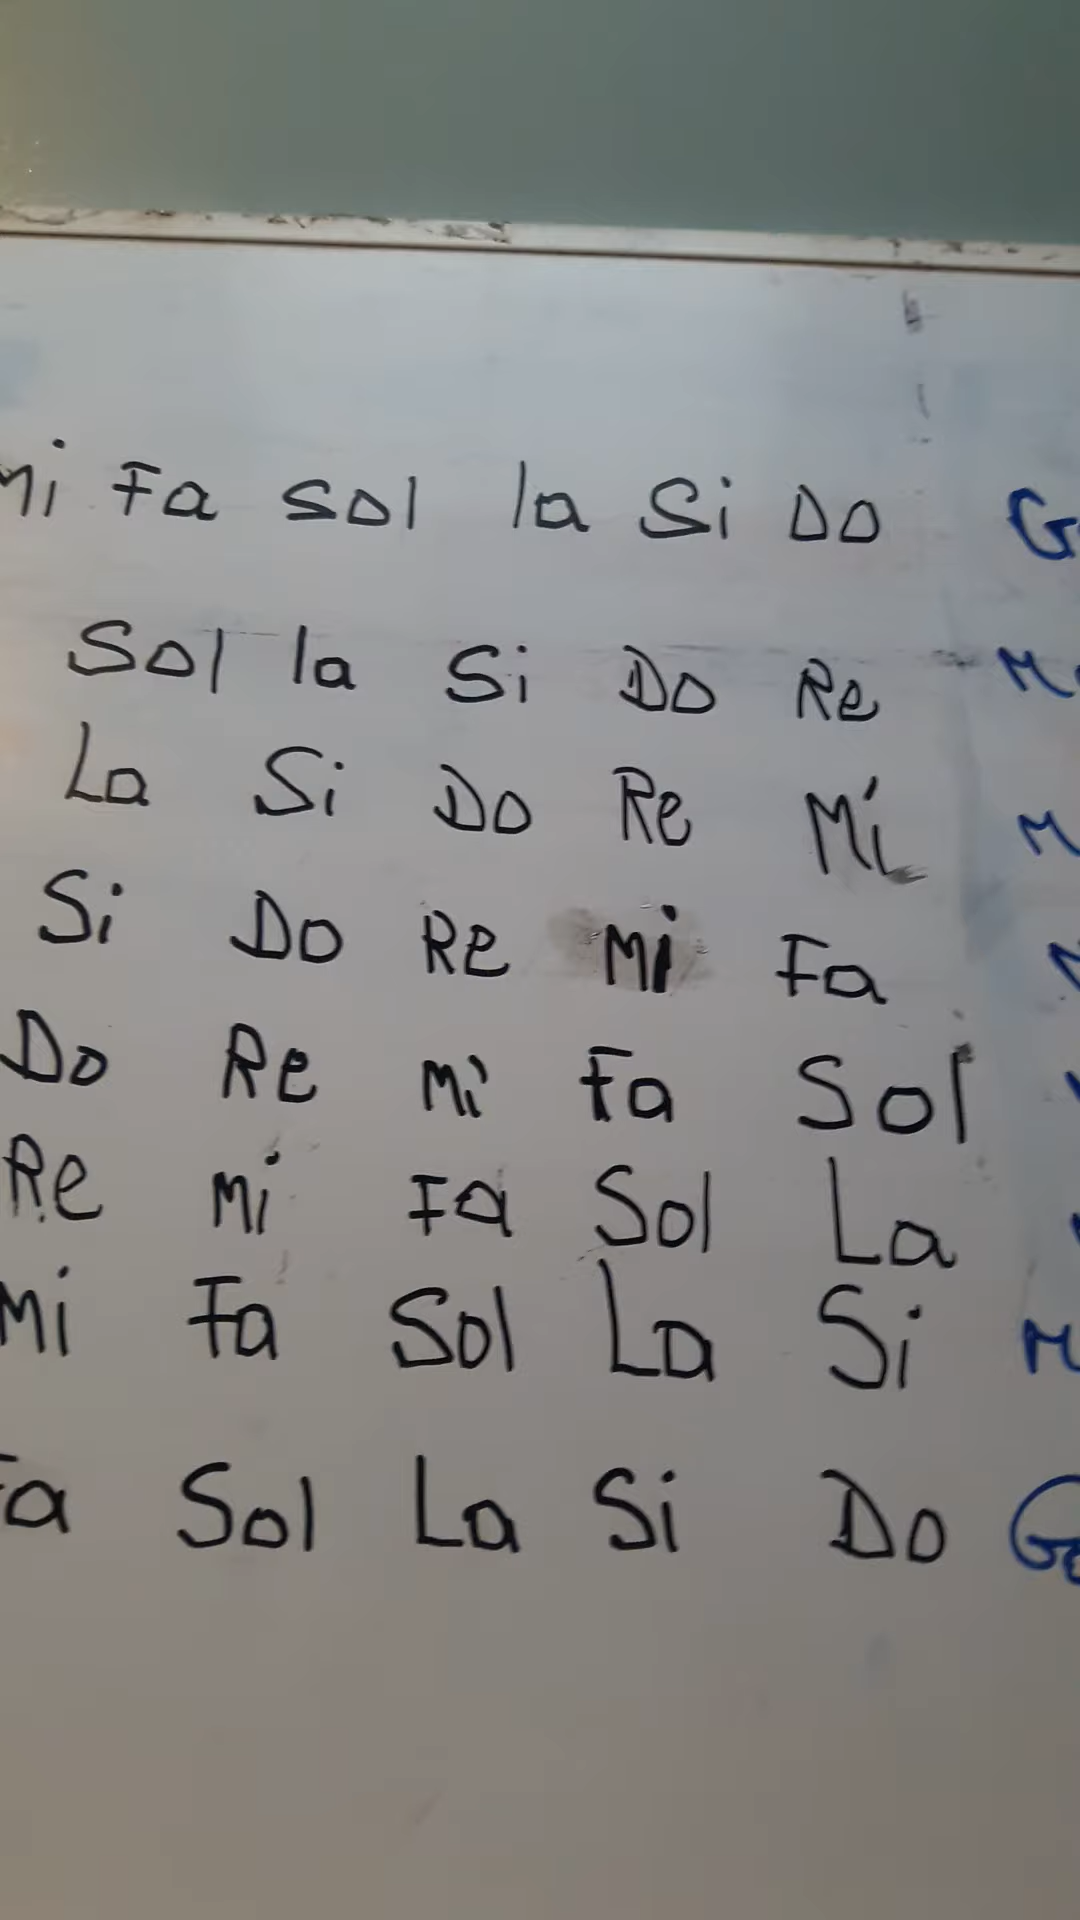 Mi Fa Sol la Si Do
Sol la Si Do Re
La Si Do Re Mi
Si Do Re Mi Fa
Do Re Mi Fa Sol
Re Mi Fa Sol La
Mi Fa Sol La Si
Fa Sol La Si Do